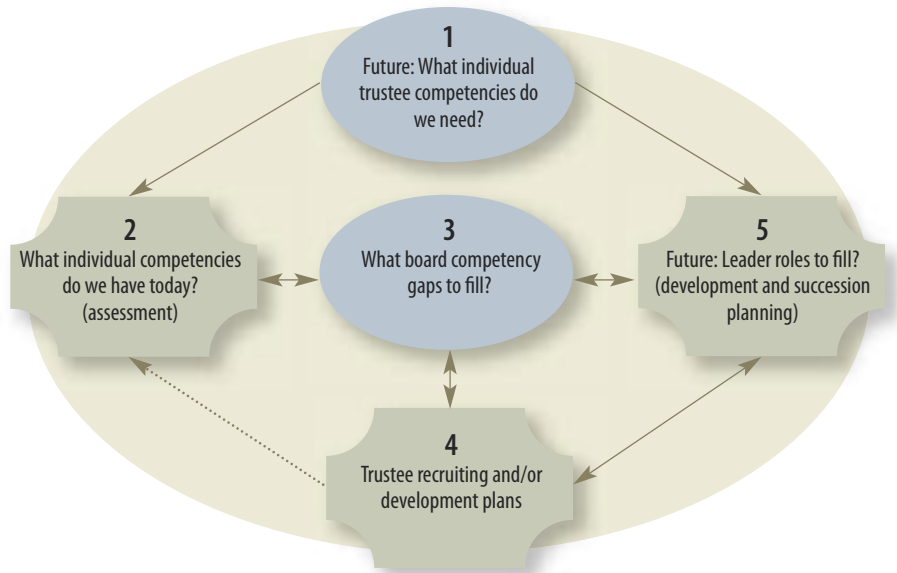 1
Future: What individual
trustee competencies do
we need?
2
What individual competencies
do we have today?
(assessment)
3
What board competency
gaps to fill?
5
Future: Leader roles to fill?
(development and succession
planning)
4
Trustee recruiting and/or
development plans